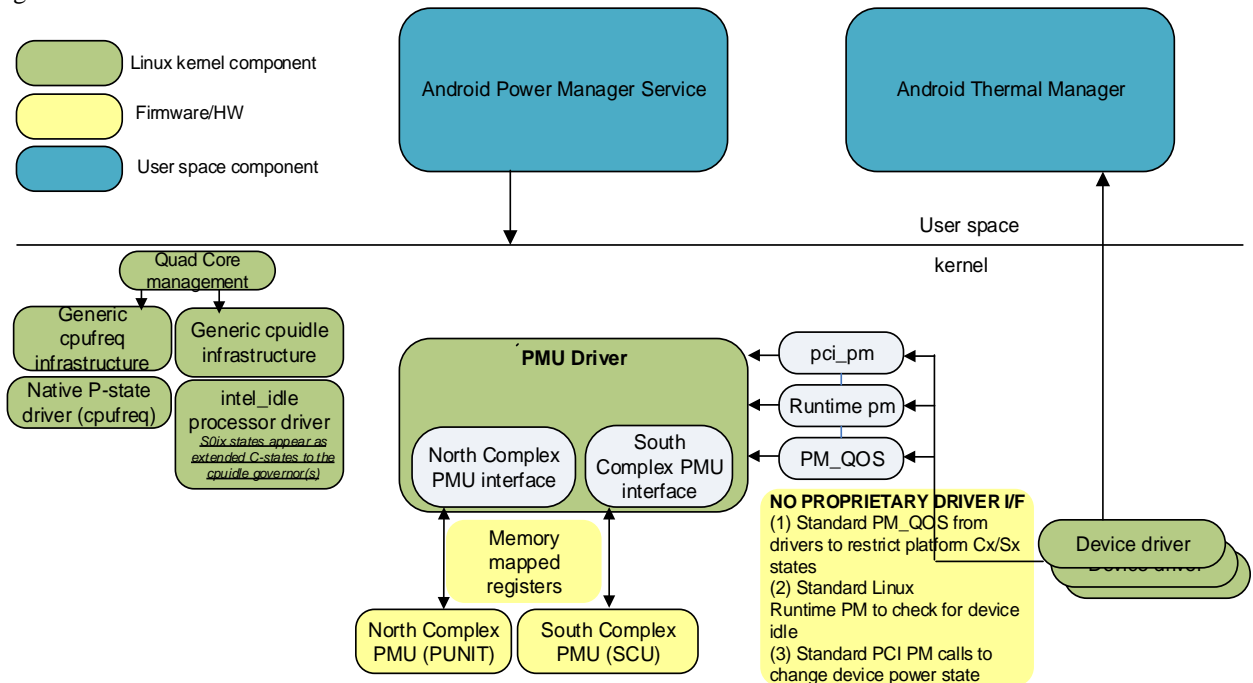 Linux kernel component
Firmware/HW
User space component
Android Power Manager Service
Android Thermal Manager
User space
kernel
Quad Core
management
Generic
cpufreq
infrastructure
Generic cpuidle
infrastructure
Native P-state
driver (cpufreq)
intel_idle
processor driver
S0ix states appear as
extended C-states to the
cpuidle governor(s)
PMU Driver
North Complex
PMU interface
South
Complex PMU
interface
pci_pm
Runtime pm
PM_QOS
Memory
mapped
registers
North Complex
PMU (PUNIT)
South Complex
PMU (SCU)
NO PROPRIETARY DRIVER I/F
(1) Standard PM_QOS from
drivers to restrict platform Cx/Sx
states
(2) Standard Linux
Runtime PM to check for device
idle
(3) Standard PCI PM calls to
change device power state
Device driver
Device driver